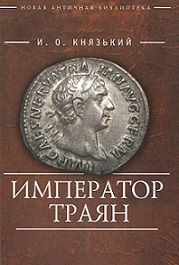 НОВАЯ АНТИЧНАЯ БИБЛИОТЕКА
И. О. КНЯЗЬКИЙ
ИМПЕРАТОР
ТРАЯН